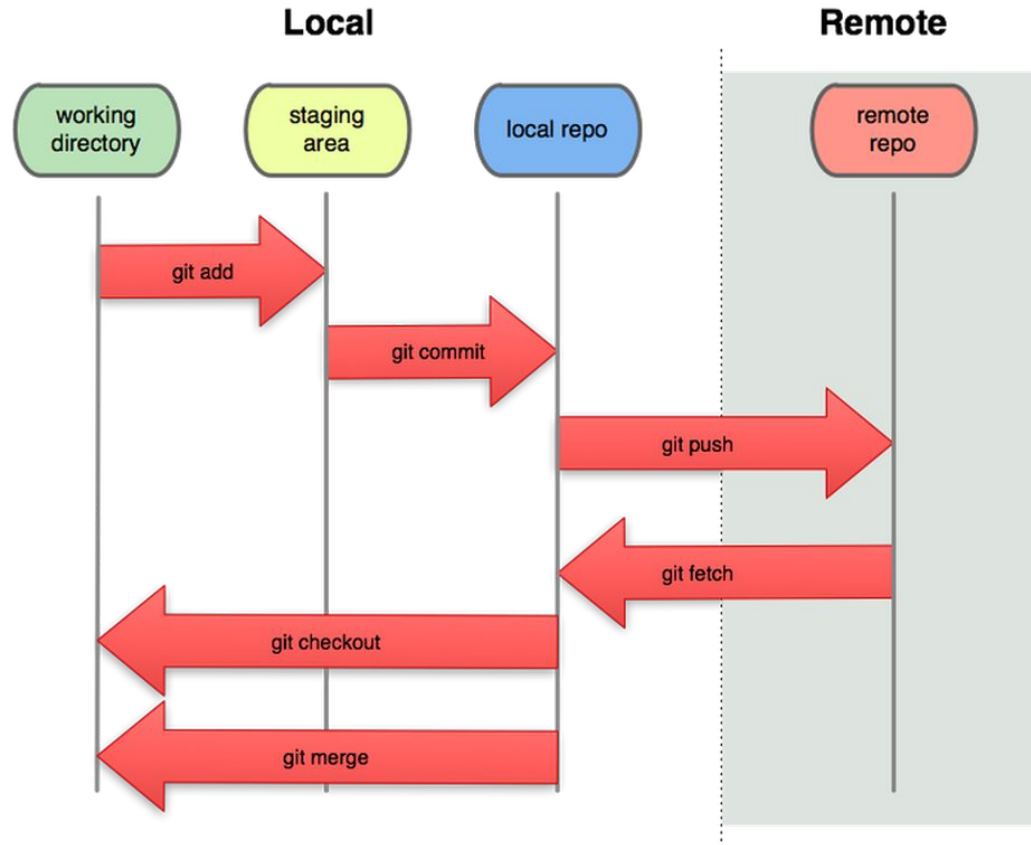 Local
Remote
working
directory
staging
area
local repo
remote
repo
git add
git commit
git push
git fetch
git checkout
git merge